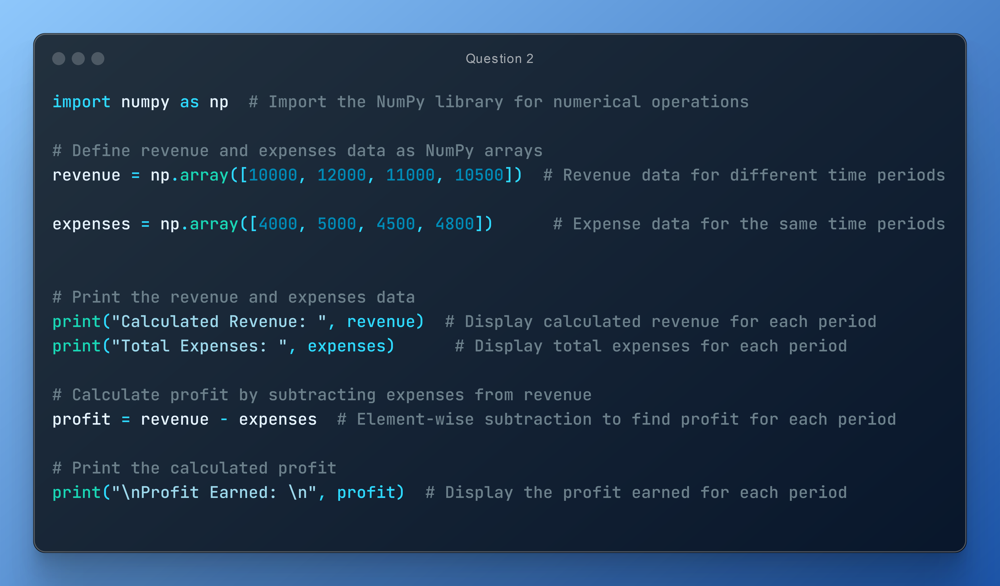 Question 2
import numpy as np  # Import the NumPy library for numerical operations
# Define revenue and expenses data as NumPy arrays
revenue = np.array([10000, 12000, 11000, 10500])  # Revenue data for different time periods
expenses = np.array([4000, 5000, 4500, 4800])      # Expense data for the same time periods
# Print the revenue and expenses data
print("Calculated Revenue: ", revenue)  # Display calculated revenue for each period
print("Total Expenses: ", expenses)      # Display total expenses for each period
# Calculate profit by subtracting expenses from revenue
profit = revenue - expenses  # Element-wise subtraction to find profit for each period
# Print the calculated profit
print("\nProfit Earned: \n", profit)  # Display the profit earned for each period